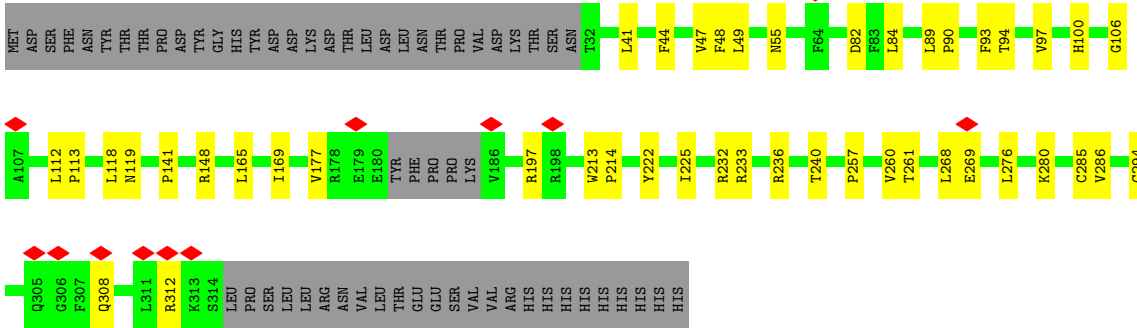 MET ASP SER PHE ASN TYR THR THR PRO ASP TYR GLY HIS TYR ASP ASP LYS ASP THR LEU ASP LEU ASN THR PRO VAL ASP LYS THR SER ASN T32 L41 F44 V47 F48 L49 N55 F64 D82 F83 L84 L89 P90 F93 T94 V97 H100 G106
A107 L112 P113 L118 N119 P141 R148 L165 I169 V177 R178 E179 E180 TYR PHE PRO PRO LYS V186 R197 R198 W213 P214 Y222 I225 R232 R233 R236 T240 P257 V260 T261 L268 E269 L276 K280 C285 V286
Q305 G306 F307 Q308 L311 R312 K313 S314 LEU PRO SER LEU LEU ARG ASN VAL LEU THR GLU GLU SER VAL VAL ARG HIS HIS HIS HIS HIS HIS HIS HIS HIS